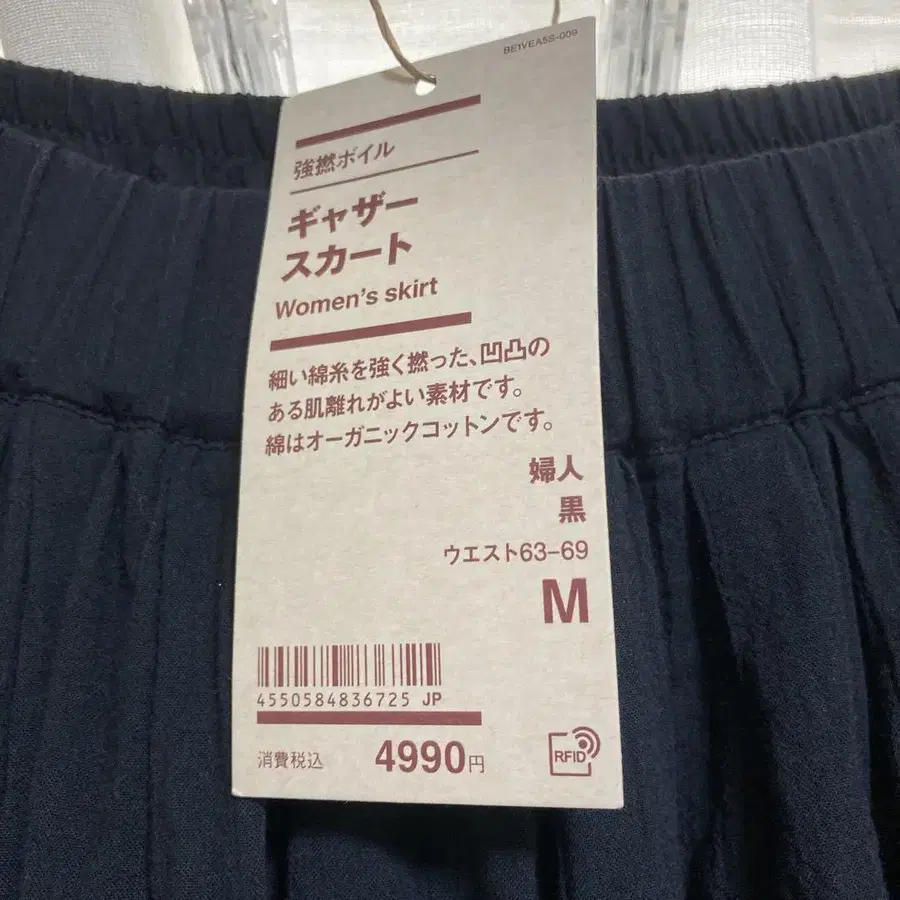 BE1VEA5S-009
強撚ボイル
ギャザー
スカート
Women's skirt
細い綿糸を強く撚った、凹凸の
ある肌離れがよい素材です。
綿はオーガニックコットンです。
婦人
黒
ウエスト63-69
M
4550584836725 JP
消費税込 4990円
RFID